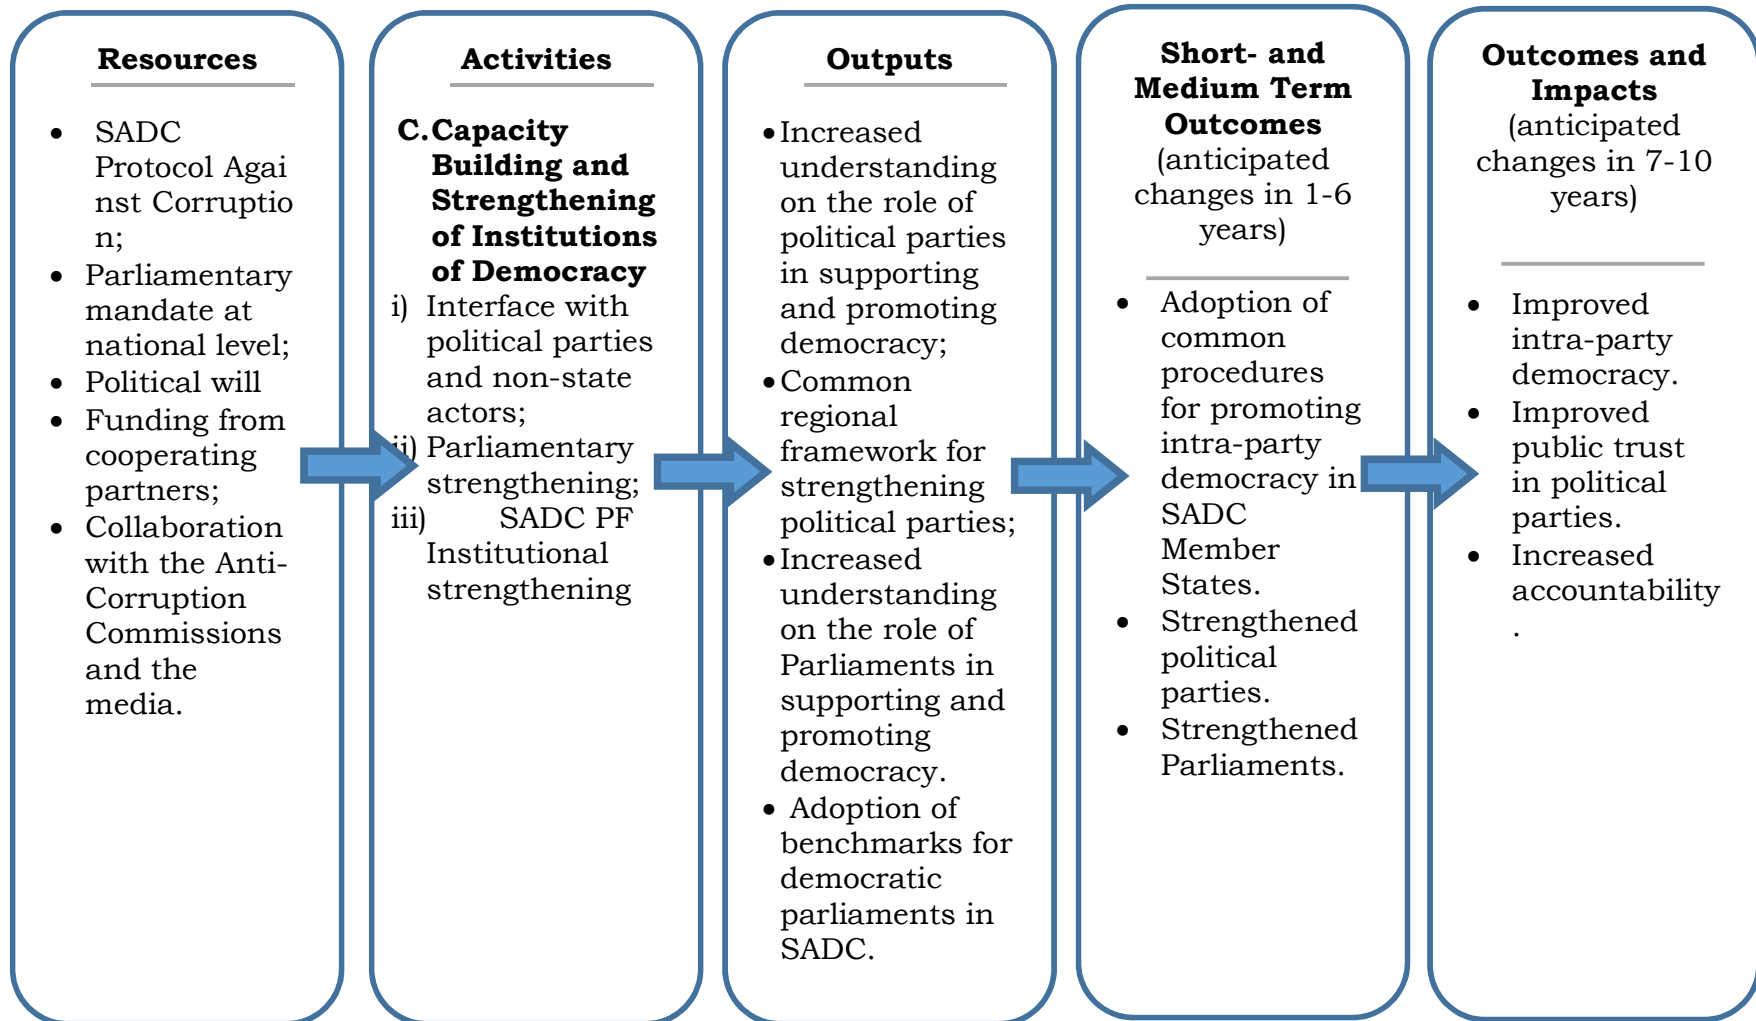 Resources
• SADC
Protocol Agai
nst Corruptio
n;
• Parliamentary
mandate at
national level;
• Political will
• Funding from
cooperating
partners;
• Collaboration
with the Anti-
Corruption
Commissions
and the
media.
Activities
C.Capacity
Building and
Strengthening
of Institutions
of Democracy
i) Interface with
political parties
and non-state
actors;
ii) Parliamentary
strengthening;
iii) SADC PF
Institutional
strengthening
Outputs
•Increased
understanding
on the role of
political parties
in supporting
and promoting
democracy;
•Common
regional
framework for
strengthening
political parties;
•Increased
understanding
on the role of
Parliaments in
supporting and
promoting
democracy.
• Adoption of
benchmarks for
democratic
parliaments in
SADC.
Short- and
Medium Term
Outcomes
(anticipated
changes in 1-6
years)
• Adoption of
common
procedures
for promoting
intra-party
democracy in
SADC
Member
States.
• Strengthened
political
parties.
• Strengthened
Parliaments.
Outcomes and
Impacts
(anticipated
changes in 7-10
years)
• Improved
intra-party
democracy.
• Improved
public trust
in political
parties.
• Increased
accountability
.